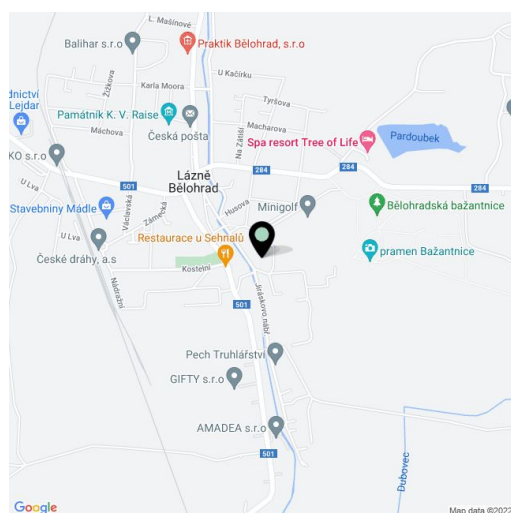 L. Mašínové
Balihar s.r.o
Praktik Bělohrad, s.r.o
U Kačírku
Žižkova
Karla Moora
dnictví
Lejdar
Památník K. V. Raise
Tyršova
Máchova
Česká pošta
Macharova
Na Zátiší
Spa resort Tree of Life
Pardoubek
KO s.r.o
Lázně
Bělohrad
284
284
284
U Lva
501
Husova
Minigolf
Bělohradská bažantnice
Stavebniny Mádle
Václavská
Zámecká
U Lva
Restaurace u Sehnalů
České dráhy, a.s
pramen Bažantnice
Kostelní
Nádražní
Jiráskovo nábř.
501
Pech Truhlářství
GIFTY s.r.o
AMADEA s.r.o
501
Dubovec
Google
Map data ©2022